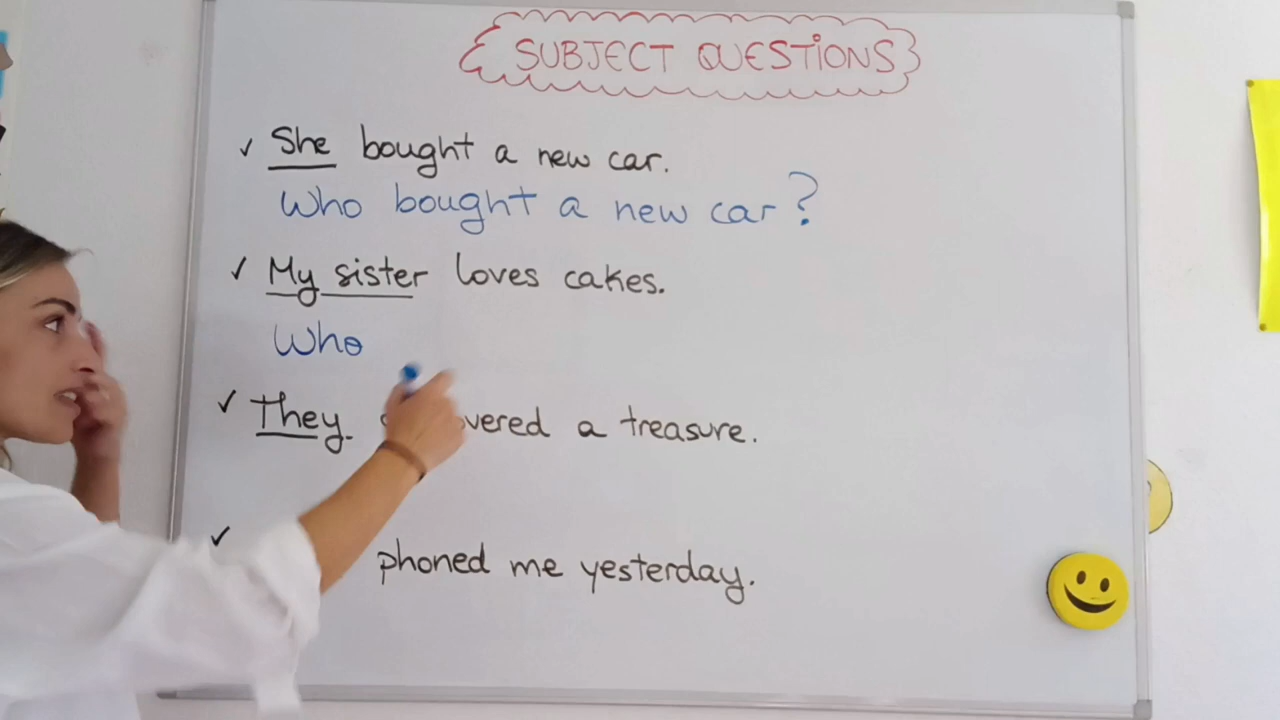 SUBJECT QUESTIONS
✓ She bought a new car.
Who bought a new car?
✓ My sister loves cakes.
Who
✓ They a treasure.
✓ phoned me yesterday.